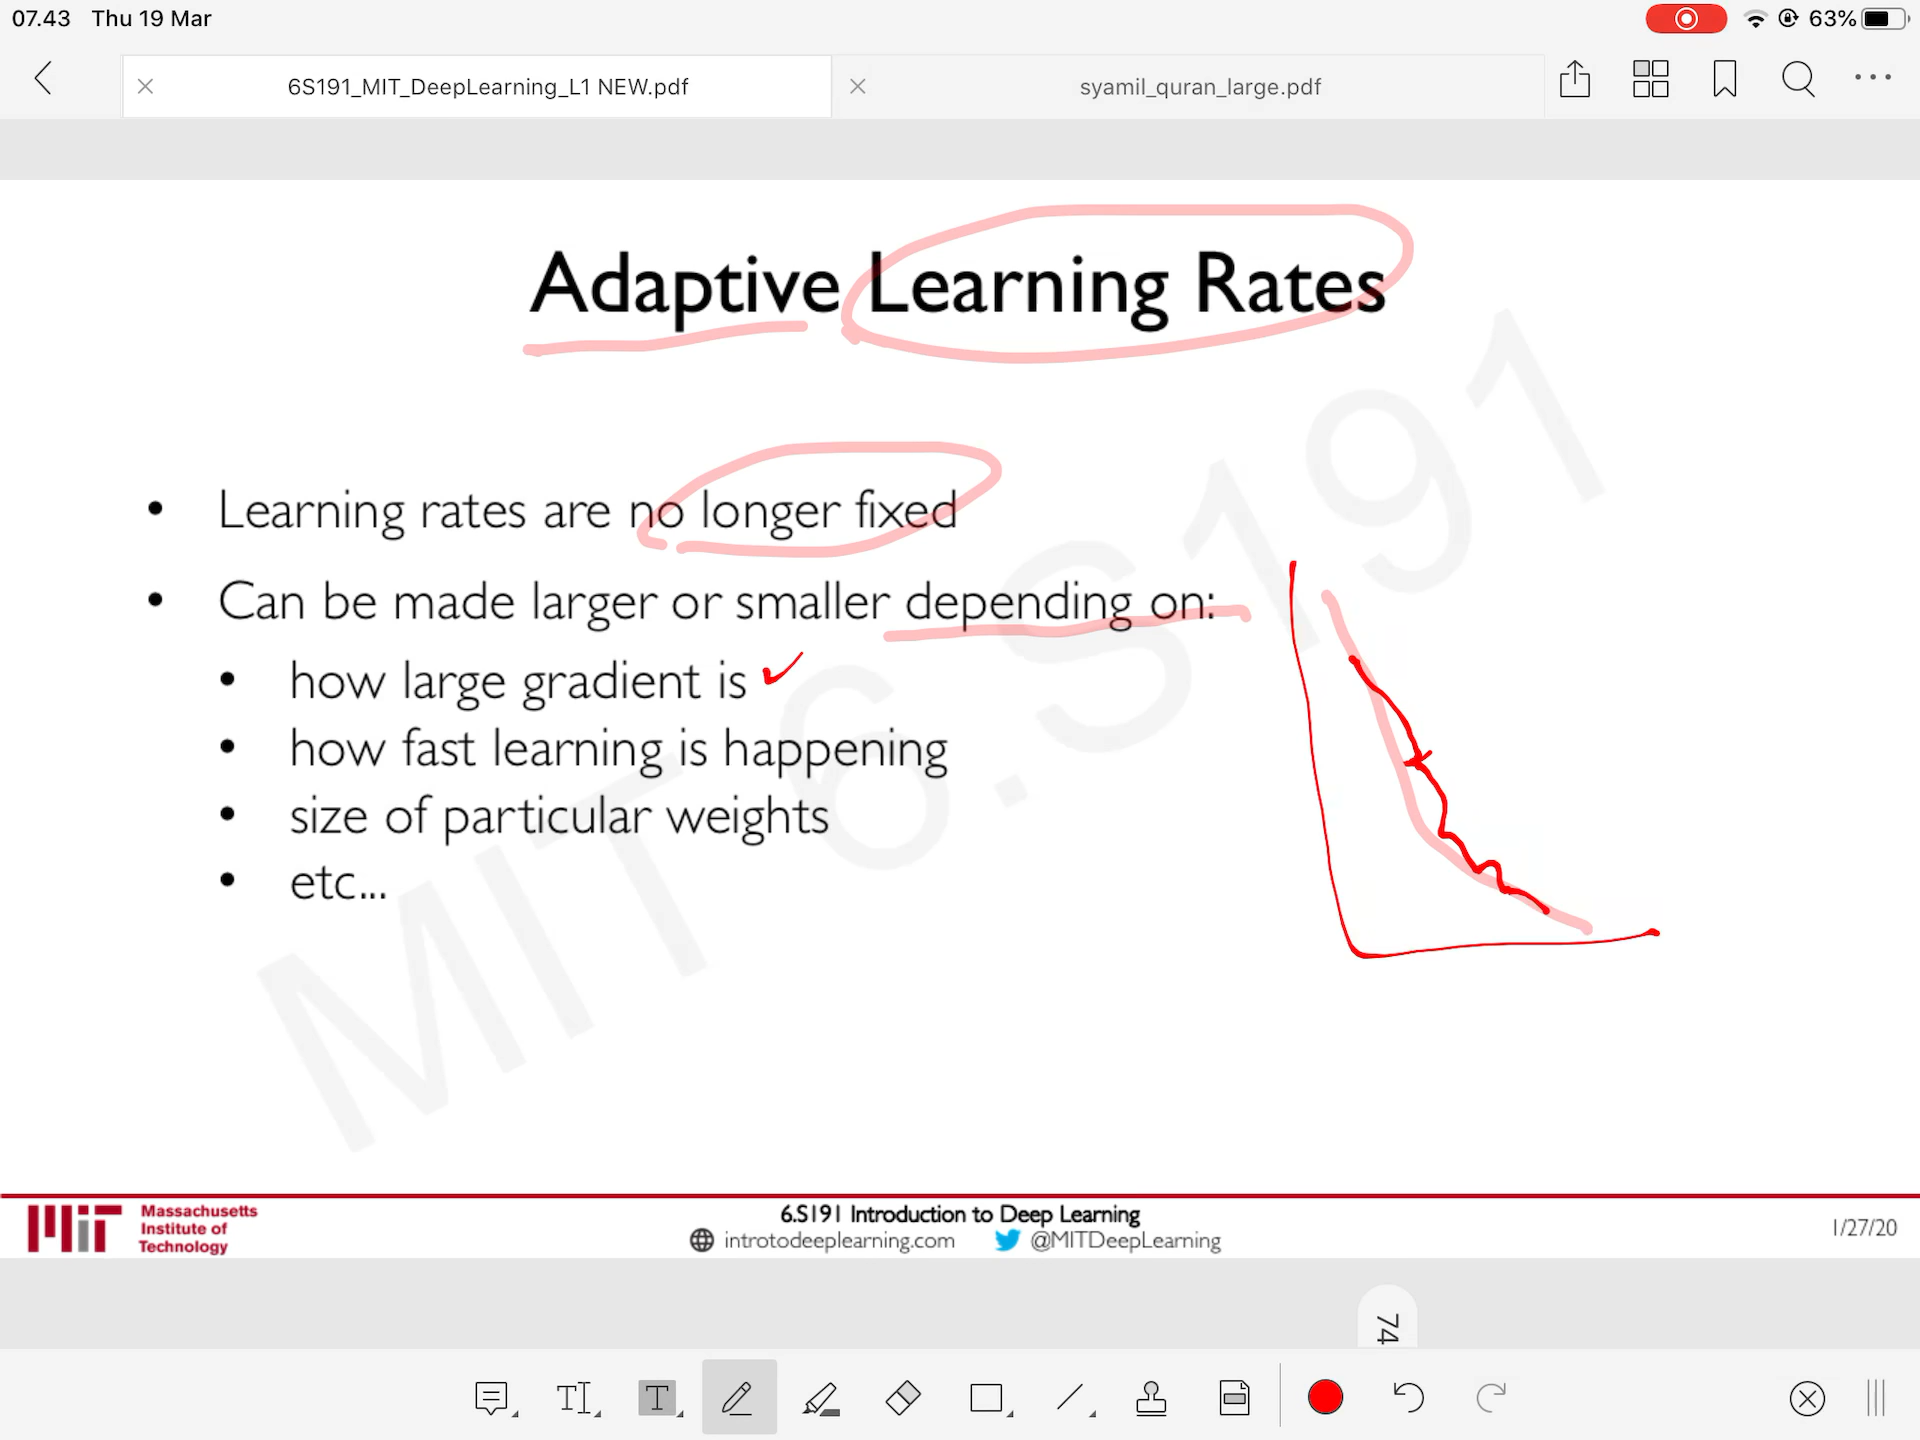 07.43 Thu 19 Mar 63%
6S191_MIT_DeepLearning_L1 NEW.pdf syamil_quran_large.pdf
Adaptive Learning Rates
• Learning rates are no longer fixed
• Can be made larger or smaller depending on:
• how large gradient is
• how fast learning is happening
• size of particular weights
• etc...
MIT 6.S191
Massachusetts
Institute of
Technology
6.S191 Introduction to Deep Learning
introtodeeplearning.com @MITDeepLearning
1/27/20
74